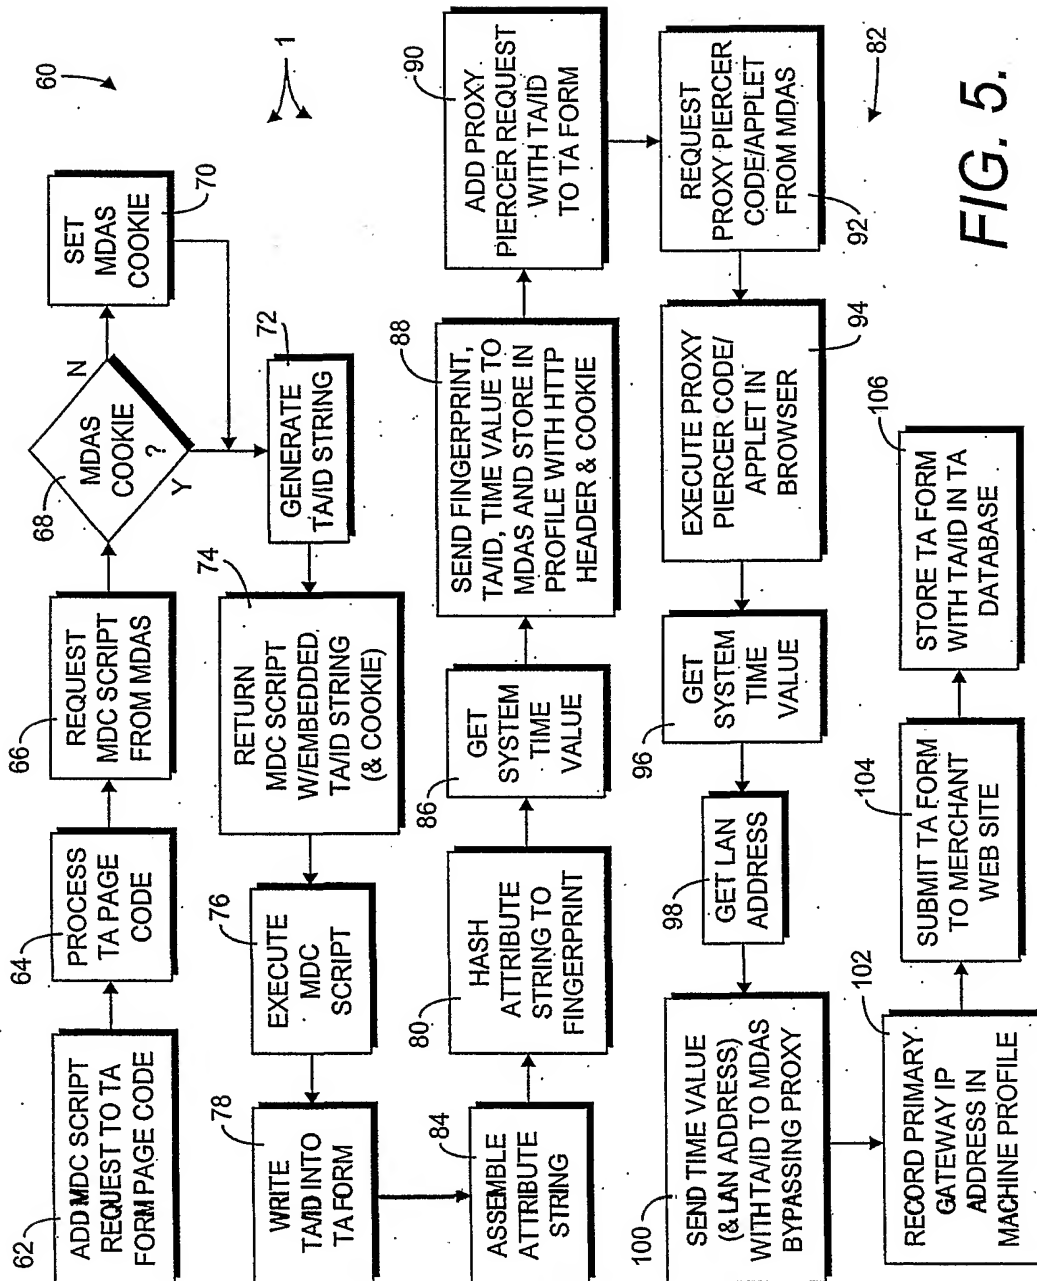 60
1
62
ADD MDC SCRIPT
REQUEST TO TA
FORM PAGE CODE
64
PROCESS
TA PAGE
CODE
66
REQUEST
MDC SCRIPT
FROM MDAS
68
MDAS
COOKIE
?
N
Y
70
SET
MDAS
COOKIE
72
GENERATE
TA/ID STRING
74
RETURN
MDC SCRIPT
W/EMBEDDED
TA/ID STRING
(& COOKIE)
76
EXECUTE
MDC
SCRIPT
78
WRITE
TA/ID INTO
TA FORM
84
ASSEMBLE
ATTRIBUTE
STRING
80
HASH
ATTRIBUTE
STRING TO
FINGERPRINT
86
GET
SYSTEM
TIME
VALUE
88
SEND FINGERPRINT,
TA/ID, TIME VALUE TO
MDAS AND STORE IN
PROFILE WITH HTTP
HEADER & COOKIE
90
ADD PROXY
PIERCER REQUEST
WITH TA/ID
TO TA FORM
92
REQUEST
PROXY PIERCER
CODE/APPLET
FROM MDAS
82
94
EXECUTE PROXY
PIERCER CODE/
APPLET IN
BROWSER
96
GET
SYSTEM
TIME
VALUE
98
GET LAN
ADDRESS
100
SEND TIME VALUE
(& LAN ADDRESS)
WITH TA/ID TO MDAS
BYPASSING PROXY
102
RECORD PRIMARY
GATEWAY IP
ADDRESS IN
MACHINE PROFILE
104
SUBMIT TA FORM
TO MERCHANT
WEB SITE
106
STORE TA FORM
WITH TA/ID IN TA
DATABASE
FIG. 5.